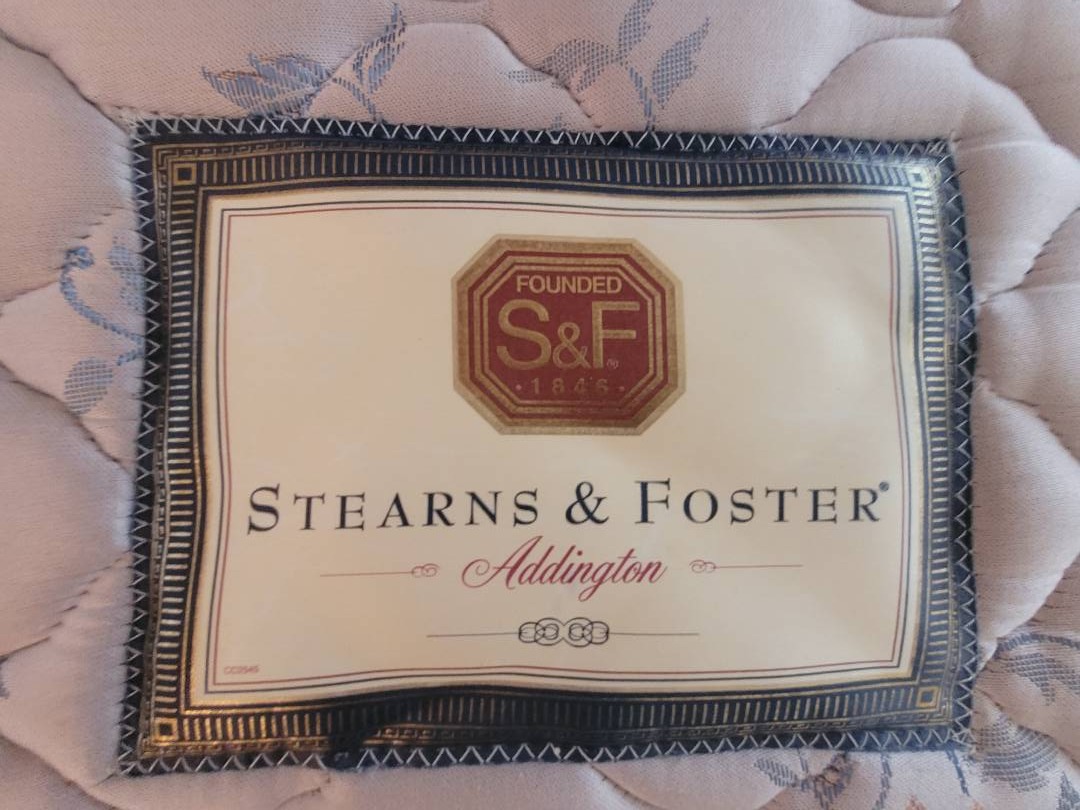 FOUNDED
S&F
·1846·
STEARNS & FOSTER®
Addington